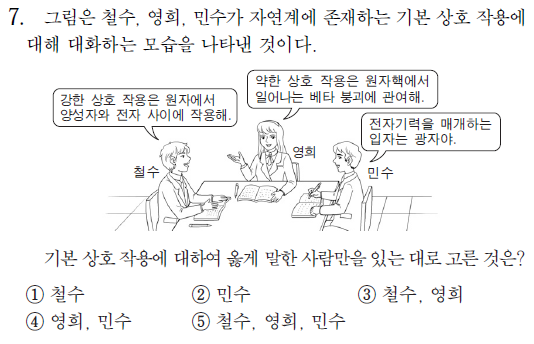 7. 그림은 철수, 영희, 민수가 자연계에 존재하는 기본 상호 작용에
대해 대화하는 모습을 나타낸 것이다.
강한 상호 작용은 원자에서
양성자와 전자 사이에 작용해.
약한 상호 작용은 원자핵에서
일어나는 베타 붕괴에 관여해.
전자기력을 매개하는
입자는 광자야.
철수
영희
민수
기본 상호 작용에 대하여 옳게 말한 사람만을 있는 대로 고른 것은?
① 철수 ② 민수 ③ 철수, 영희
④ 영희, 민수 ⑤ 철수, 영희, 민수